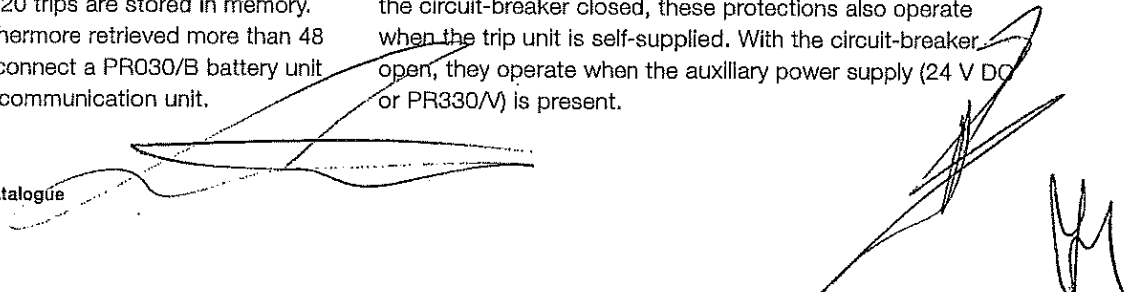 20 trips are stored in memory.
hermore retrieved more than 48
connect a PR030/B battery unit
communication unit.
talogue
the circuit-breaker closed, these protections also operate
when the trip unit is self-supplied. With the circuit-breaker
open, they operate when the auxiliary power supply (24 V DC
or PR330/V) is present.